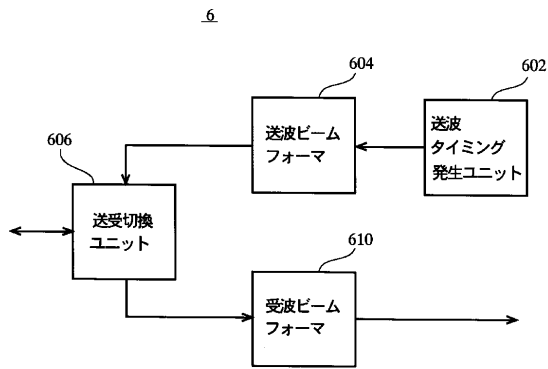 6
604
602
送波ビーム
フォーマ
送波
タイミング
発生ユニット
606
送受切換
ユニット
610
受波ビーム
フォーマ